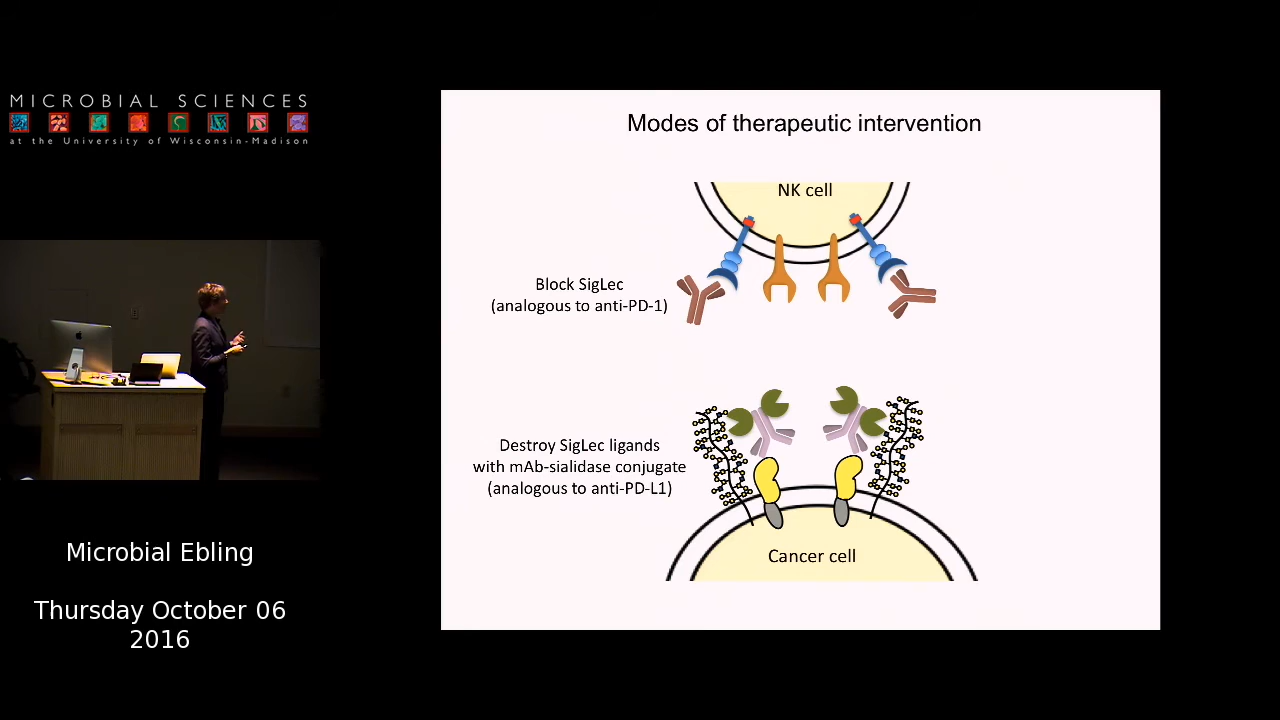 MICROBIAL SCIENCES
at the University of Wisconsin-Madison
Modes of therapeutic intervention
NK cell
Block SigLec
(analogous to anti-PD-1)
Destroy SigLec ligands
with mAb-sialidase conjugate
(analogous to anti-PD-L1)
Cancer cell
Microbial Ebling
Thursday October 06
2016